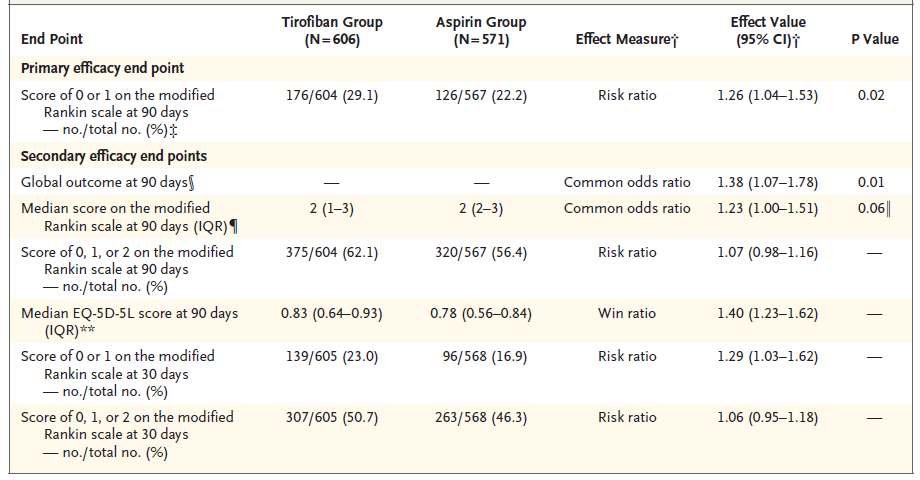 End Point Tirofiban Group (N=606) Aspirin Group (N=571) Effect Measure† Effect Value (95% CI)† P Value
Primary efficacy end point
Score of 0 or 1 on the modified 176/604 (29.1) 126/567 (22.2) Risk ratio 1.26 (1.04–1.53) 0.02
Rankin scale at 90 days
— no./total no. (%)‡
Secondary efficacy end points
Global outcome at 90 days§ — — Common odds ratio 1.38 (1.07–1.78) 0.01
Median score on the modified 2 (1–3) 2 (2–3) Common odds ratio 1.23 (1.00–1.51) 0.06‖
Rankin scale at 90 days (IQR)¶
Score of 0, 1, or 2 on the modified 375/604 (62.1) 320/567 (56.4) Risk ratio 1.07 (0.98–1.16) —
Rankin scale at 90 days
— no./total no. (%)
Median EQ-5D-5L score at 90 days 0.83 (0.64–0.93) 0.78 (0.56–0.84) Win ratio 1.40 (1.23–1.62) —
(IQR)**
Score of 0 or 1 on the modified 139/605 (23.0) 96/568 (16.9) Risk ratio 1.29 (1.03–1.62) —
Rankin scale at 30 days
— no./total no. (%)
Score of 0, 1, or 2 on the modified 307/605 (50.7) 263/568 (46.3) Risk ratio 1.06 (0.95–1.18) —
Rankin scale at 30 days
— no./total no. (%)